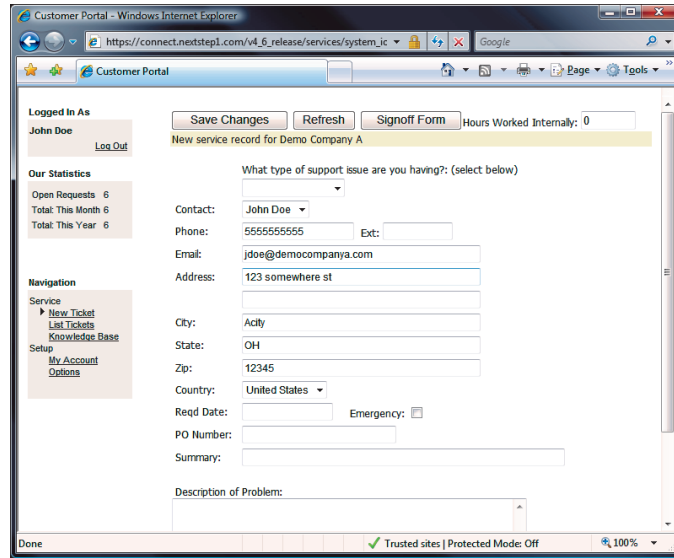 Customer Portal - Windows Internet Explorer
https://connect.nextstep1.com/v4_6_release/services/system_ic
Google
Customer Portal
Page
Tools
Logged In As
John Doe
Log Out
Our Statistics
Open Requests 6
Total: This Month 6
Total: This Year 6
Navigation
Service
New Ticket
List Tickets
Knowledge Base
Setup
My Account
Options
Save Changes Refresh Signoff Form Hours Worked Internally: 0
New service record for Demo Company A
What type of support issue are you having?: (select below)
Contact: John Doe
Phone: 5555555555 Ext:
Email: jdoe@democompanya.com
Address: 123 somewhere st
City: Acity
State: OH
Zip: 12345
Country: United States
Reqd Date: Emergency:
PO Number:
Summary:
Description of Problem:
Done Trusted sites | Protected Mode: Off 100%